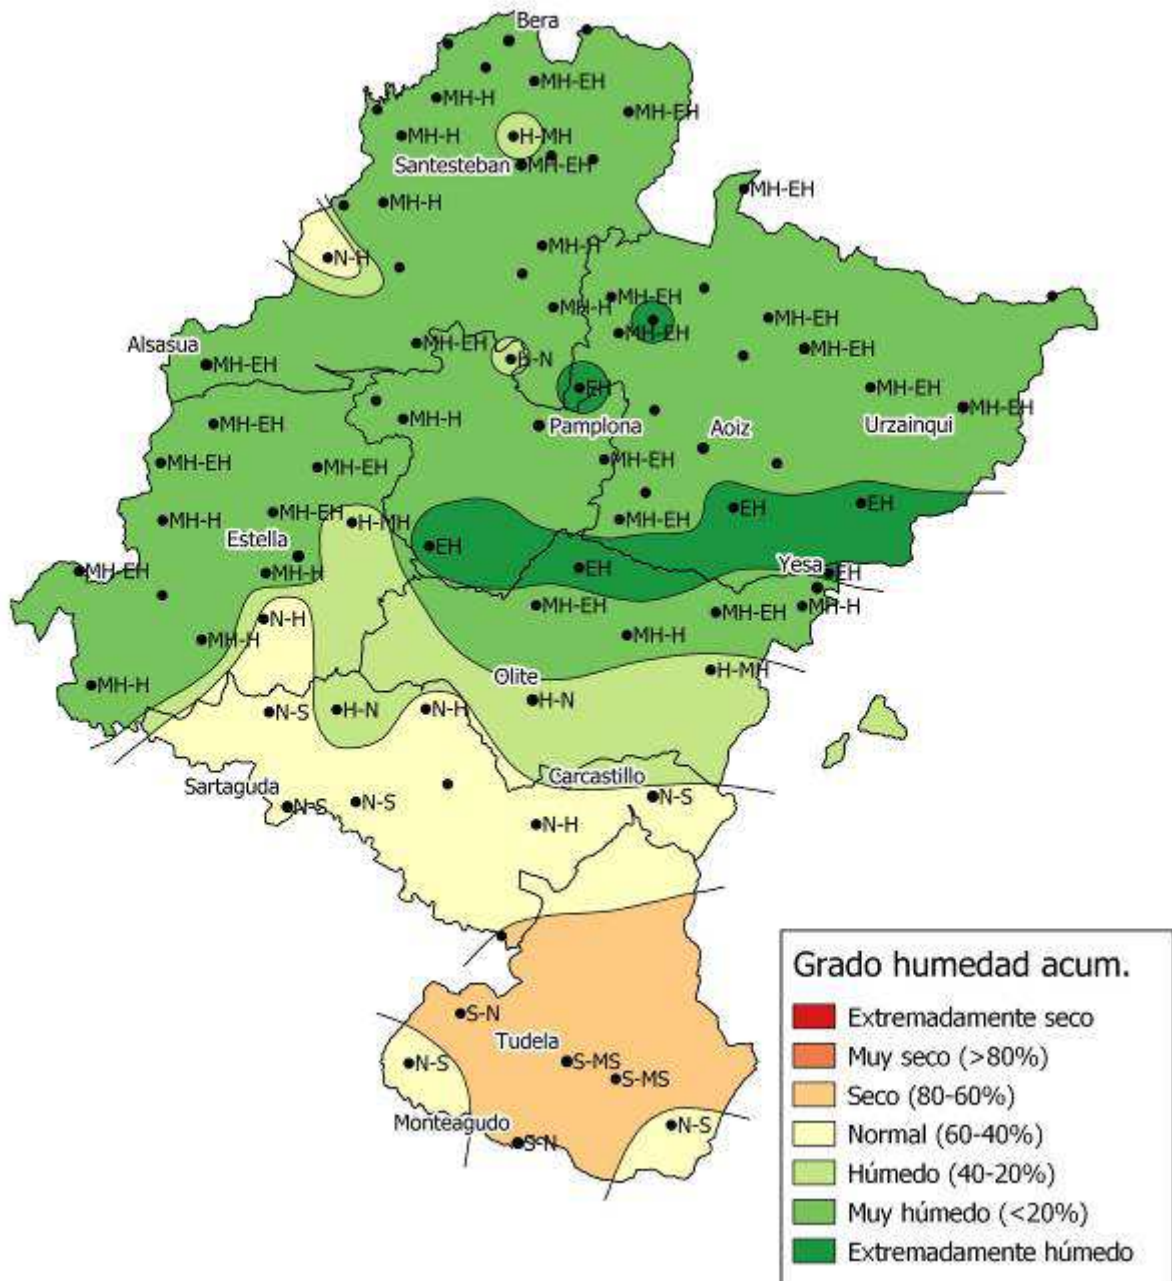 Bera
MH-EH
MH-H
MH-EH
MH-H
H-MH
Santesteban
MH-EH
MH-EH
MH-H
MH-H
N-H
MH-EH
MH-H
MH-EH
MH-EH
Alsasua
MH-EH
H-N
MH-EH
MH-EH
EH
MH-EH
MH-EH
MH-H
MH-EH
Pamplona
Aoiz
Urzainqui
MH-EH
MH-EH
MH-EH
EH
EH
MH-EH
MH-EH
MH-H
H-MH
Estella
EH
EH
Yesa
EH
MH-EH
MH-H
MH-EH
MH-EH
MH-H
N-H
MH-H
MH-H
H-MH
Olite
MH-H
H-N
N-S
H-N
N-H
Carcastillo
Sartaguda
N-S
N-S
N-S
N-H
S-N
Tudela
N-S
S-MS
S-MS
Monteagudo
N-S
S-N
Grado humedad acum.
Extremadamente seco
Muy seco (>80%)
Seco (80-60%)
Normal (60-40%)
Húmedo (40-20%)
Muy húmedo (<20%)
Extremadamente húmedo